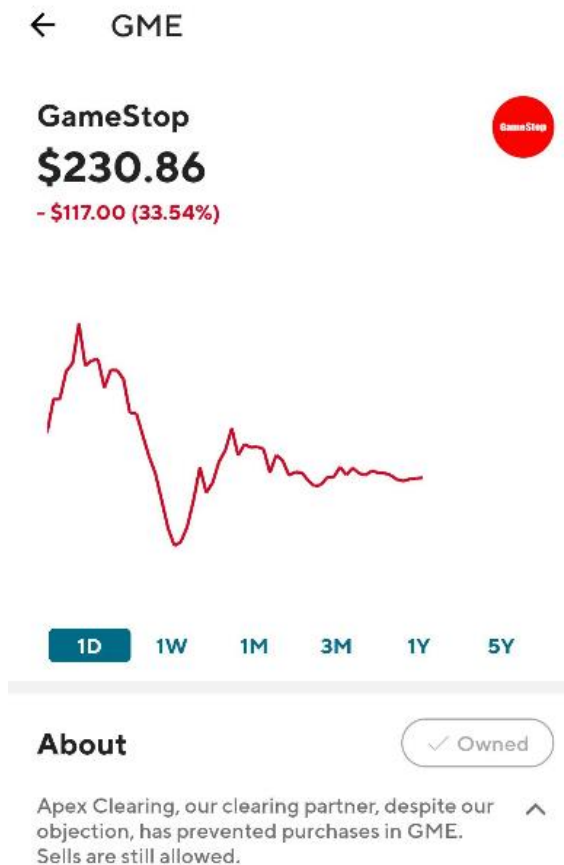 ← GME
GameStop
GameStop
$230.86
- $117.00 (33.54%)
1D 1W 1M 3M 1Y 5Y
About
✓ Owned
Apex Clearing, our clearing partner, despite our
objection, has prevented purchases in GME.
Sells are still allowed.